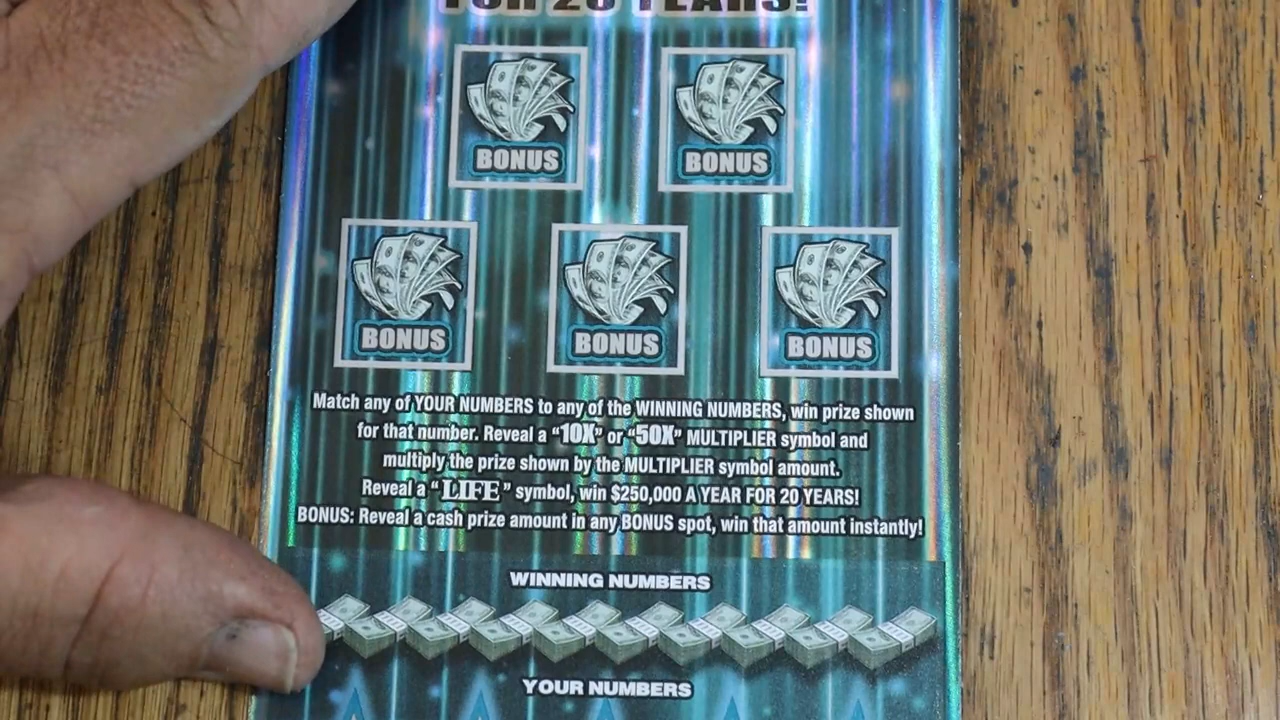 FOR 20 YEARS!
BONUS BONUS
BONUS BONUS BONUS
Match any of YOUR NUMBERS to any of the WINNING NUMBERS, win prize shown
for that number. Reveal a “10X” or “50X” MULTIPLIER symbol and
multiply the prize shown by the MULTIPLIER symbol amount.
Reveal a “LIFE” symbol, win $250,000 A YEAR FOR 20 YEARS!
BONUS: Reveal a cash prize amount in any BONUS spot, win that amount instantly!
WINNING NUMBERS
YOUR NUMBERS